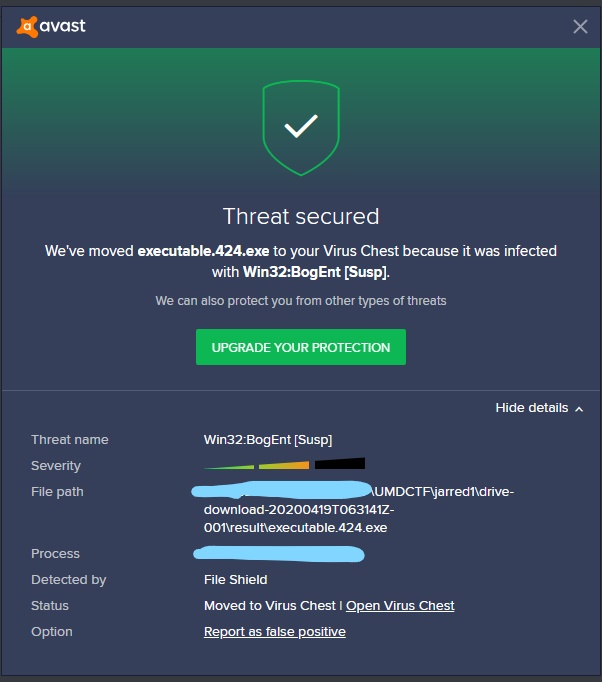 avast
Threat secured
We've moved executable.424.exe to your Virus Chest because it was infected
with Win32:BogEnt [Susp].
We can also protect you from other types of threats
UPGRADE YOUR PROTECTION
Hide details
Threat name Win32:BogEnt [Susp]
Severity
File path \UMDCTF\jarred1\drive-
download-20200419T063141Z-
001\result\executable.424.exe
Process
Detected by File Shield
Status Moved to Virus Chest | Open Virus Chest
Option Report as false positive